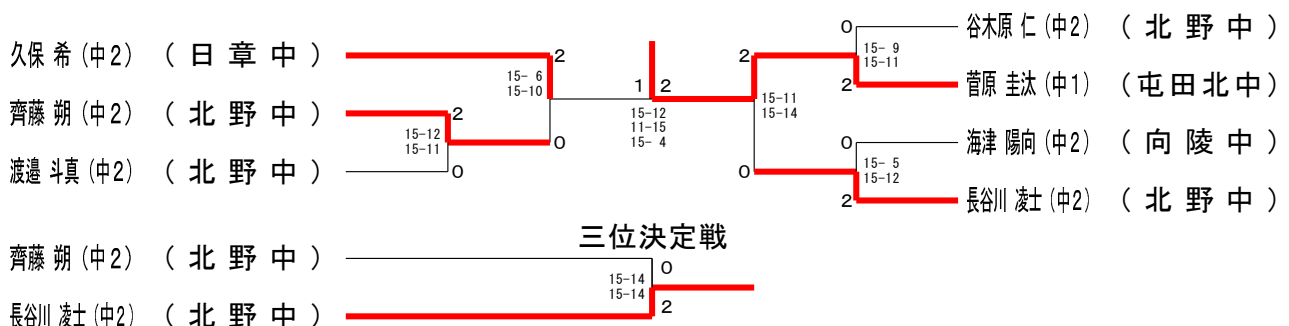 久保 希 (中2) ( 日 章 中 )
齊藤 朔 (中2) ( 北 野 中 )
渡邉 斗真 (中2) ( 北 野 中 )
2
15- 6
15-10
0
2
15-12
15-11
0
1 2
15-12
11-15
15- 4
2
15-11
15-14
0
0
15- 9
15-11
2
0
15- 5
15-12
2
谷木原 仁 (中2) ( 北 野 中 )
菅原 圭汰 (中1) (屯田北中)
海津 陽向 (中2) ( 向 陵 中 )
長谷川 凌士 (中2) ( 北 野 中 )
三位決定戦
齊藤 朔 (中2) ( 北 野 中 )
長谷川 凌士 (中2) ( 北 野 中 )
0
15-14
15-14
2